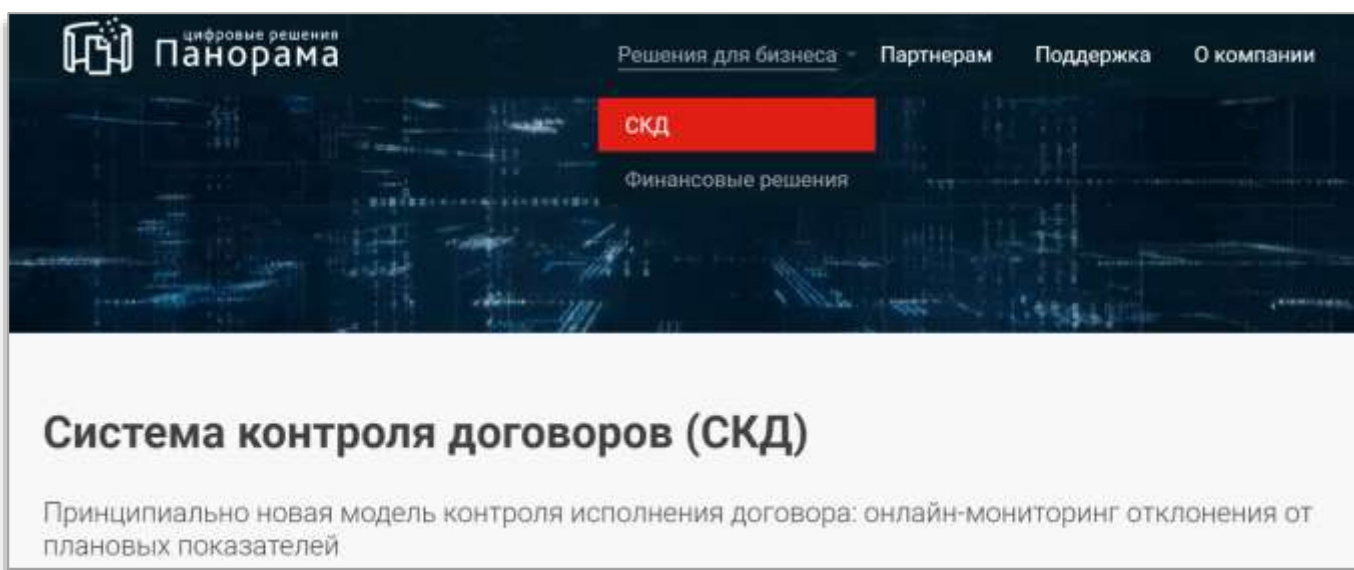 цифровые решения
Панорама
Решения для бизнеса Партнерам Поддержка О компании
СКД
Финансовые решения
Система контроля договоров (СКД)
Принципиально новая модель контроля исполнения договора: онлайн-мониторинг отклонения от
плановых показателей